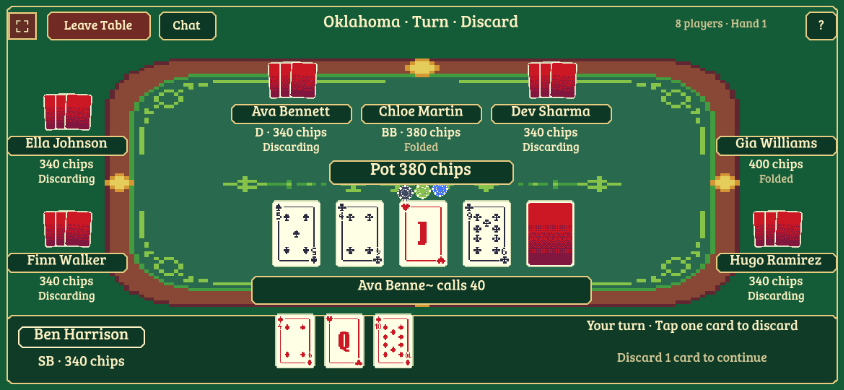 Leave Table
Chat
Oklahoma · Turn · Discard
8 players · Hand 1
?
Ava Bennett
D · 340 chips
Discarding
Chloe Martin
BB · 380 chips
Folded
Dev Sharma
340 chips
Discarding
Ella Johnson
340 chips
Discarding
Gia Williams
400 chips
Folded
Pot 380 chips
J
Finn Walker
340 chips
Discarding
Hugo Ramirez
340 chips
Discarding
Ava Benne~ calls 40
Ben Harrison
SB · 340 chips
Q
Your turn · Tap one card to discard
Discard 1 card to continue